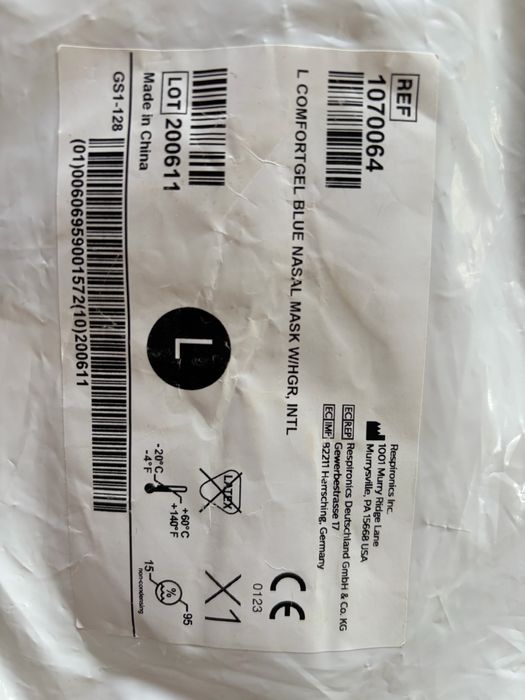 REF 1070064
L COMFORTGEL BLUE NASAL MASK W/HGR, INTL
LOT 200611
Made in China
GS1-128
(01)00606959001572(10)200611
L
Respironics Inc.
1001 Murry Ridge Lane
Murrysville, PA 15668 USA
EC REP Respironics Deutschland GmbH & Co. KG
Gewerbestrasse 17
EC IMP 82211 Herrsching, Germany
LATEX
-20°C
-4°F
+60°C
+140°F
CE
0123
X1
15
%
95
non-condensing